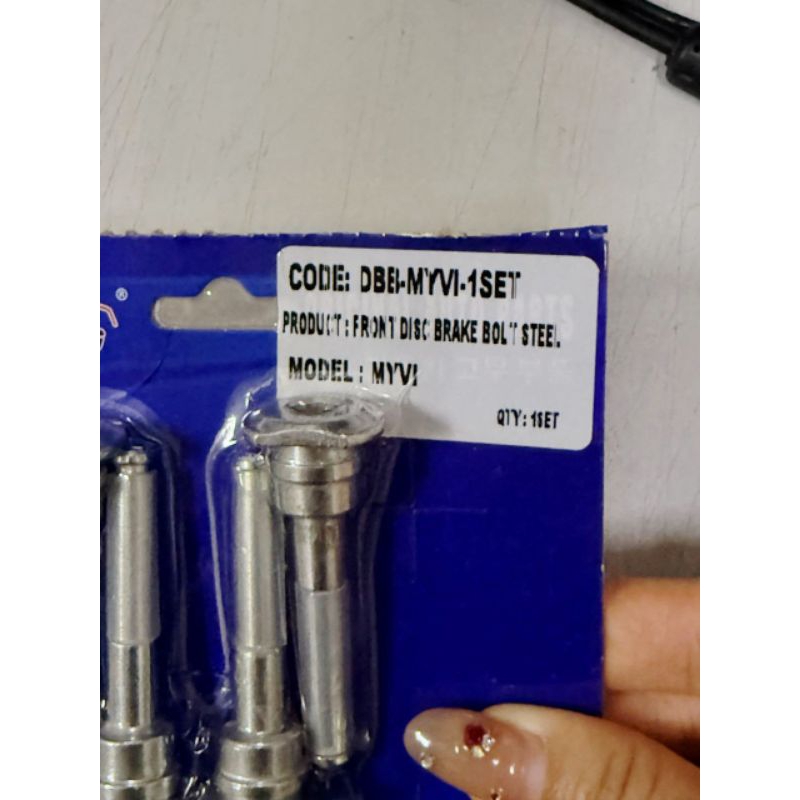 CODE: DBB-MYVI-1SET
PRODUCT : FRONT DISC BRAKE BOLT STEEL
MODEL : MYVI
QTY : 1SET
®